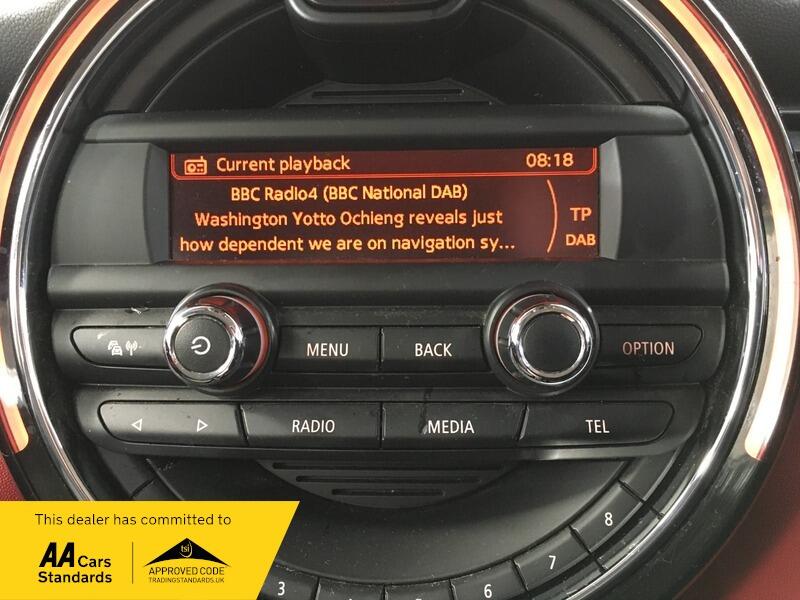 Current playback 08:18
BBC Radio4 (BBC National DAB)
Washington Yotto Ochieng reveals just
how dependent we are on navigation sy...
TP
DAB
MENU BACK OPTION
RADIO MEDIA TEL
8
7
6
3
This dealer has committed to
AA Cars
Standards
tsi
APPROVED CODE
TRADINGSTANDARDS.UK